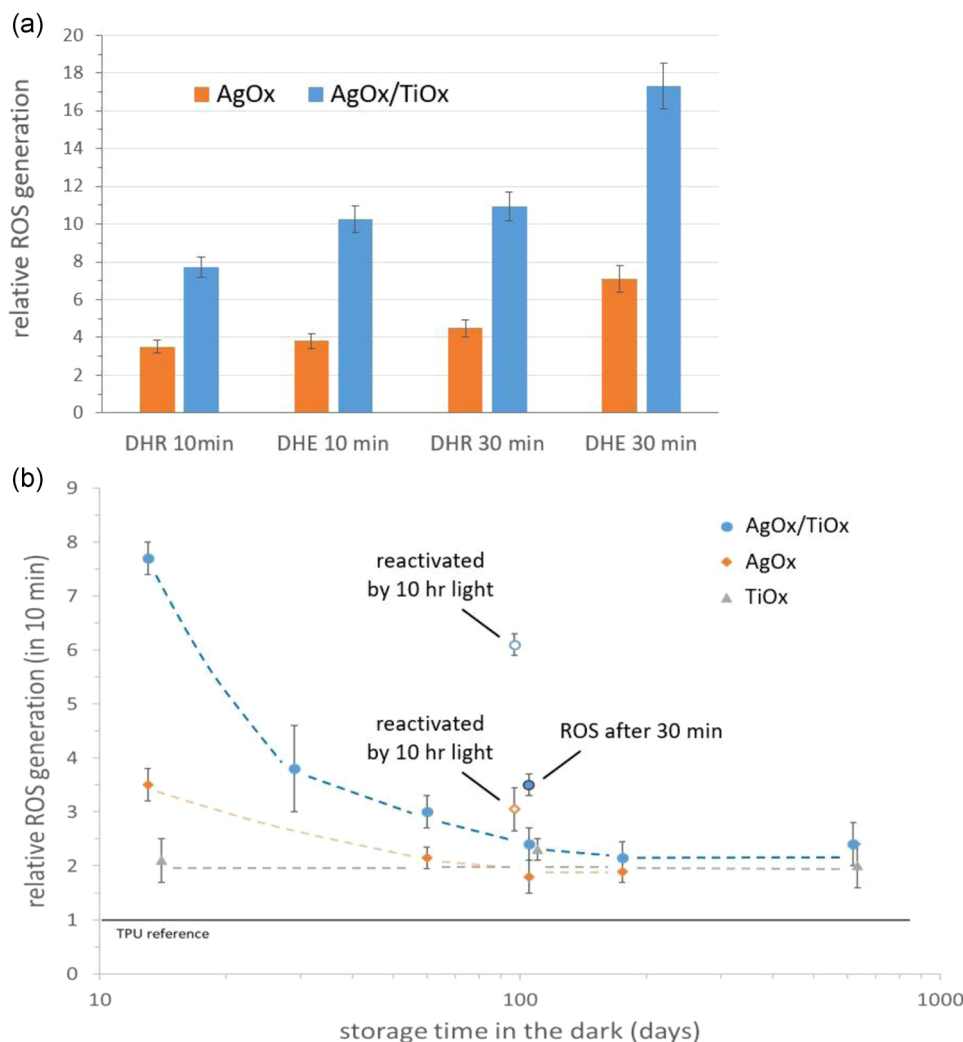 (a)
20
18
16
14
12
10
8
6
4
2
0
relative ROS generation
AgOx
AgOx/TiOx
DHR 10min
DHE 10 min
DHR 30 min
DHE 30 min
(b)
9
8
7
6
5
4
3
2
1
0
relative ROS generation (in 10 min)
AgOx/TiOx
AgOx
TiOx
reactivated
by 10 hr light
reactivated
by 10 hr light
ROS after 30 min
TPU reference
10
100
1000
storage time in the dark (days)